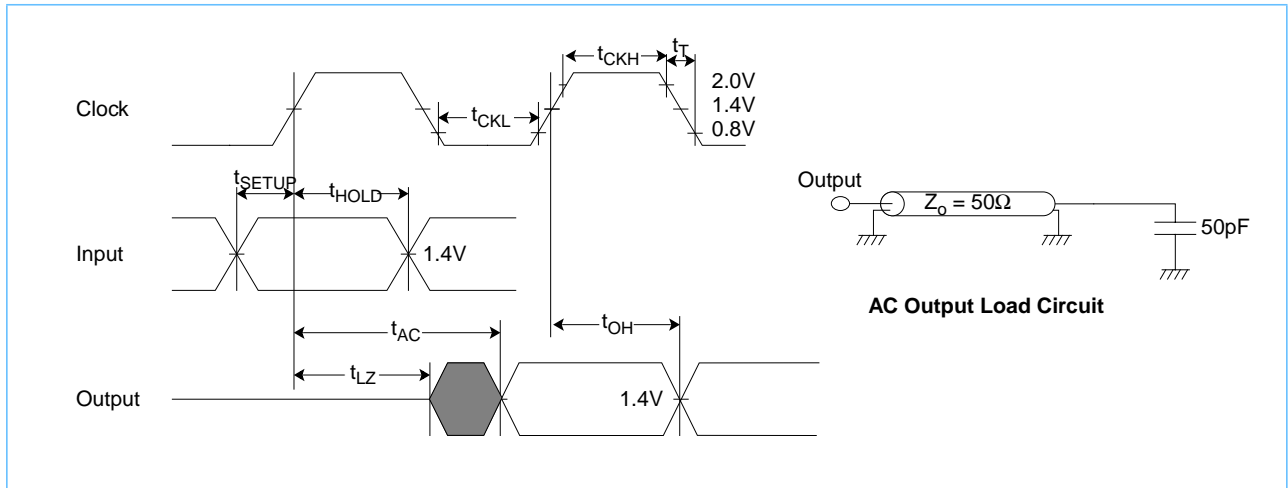 tCKH
tT
2.0V
Clock
1.4V
tCKL
0.8V
tSETUP
tHOLD
Output
Zo = 50Ω
50pF
Input
1.4V
AC Output Load Circuit
tAC
tOH
tLZ
Output
1.4V